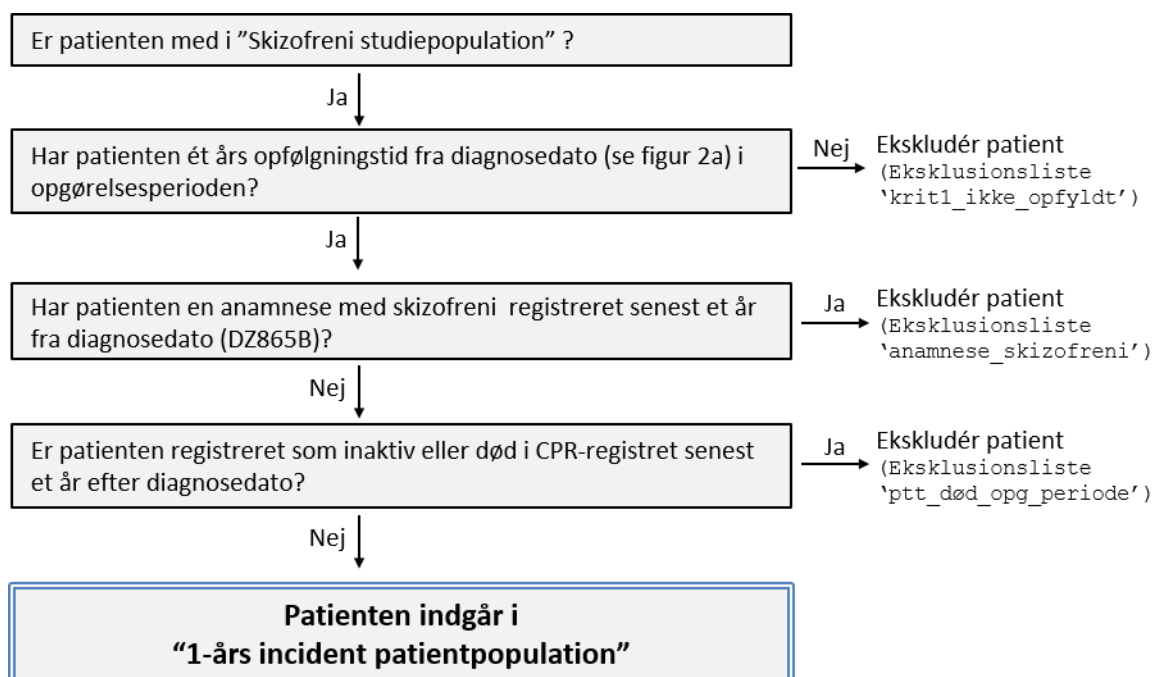 Er patienten med i ”Skizofreni studiepopulation” ?
Ja
Har patienten ét års opfølgningstid fra diagnosedato (se figur 2a) i
opgørelsesperioden?
Nej
Ekskludér patient
(Eksklusionsliste
‘krit1_ikke_opfyldt’)
Ja
Har patienten en anamnese med skizofreni registreret senest et år
fra diagnosedato (DZ865B)?
Ja
Ekskludér patient
(Eksklusionsliste
‘anamnese_skizofreni’)
Nej
Er patienten registreret som inaktiv eller død i CPR-registret senest
et år efter diagnosedato?
Ja
Ekskludér patient
(Eksklusionsliste
‘ptt_død_opg_periode’)
Nej
Patienten indgår i
“1-års incident patientpopulation”